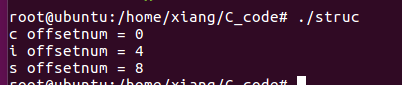 root@ubuntu:/home/xiang/C_code# ./struc
c offsetnum = 0
i offsetnum = 4
s offsetnum = 8
root@ubuntu:/home/xiang/C_code#